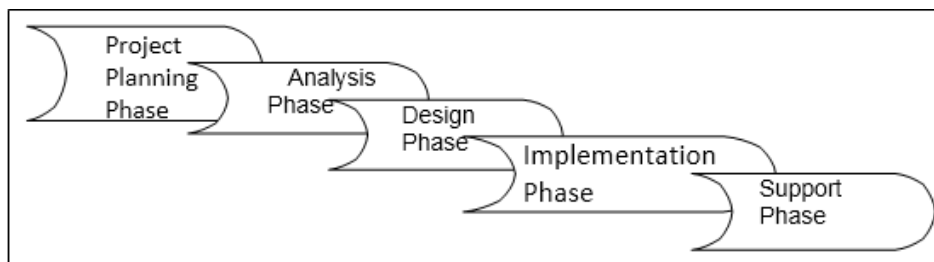 Project
Planning
Phase
Analysis
Phase
Design
Phase
Implementation
Phase
Support
Phase